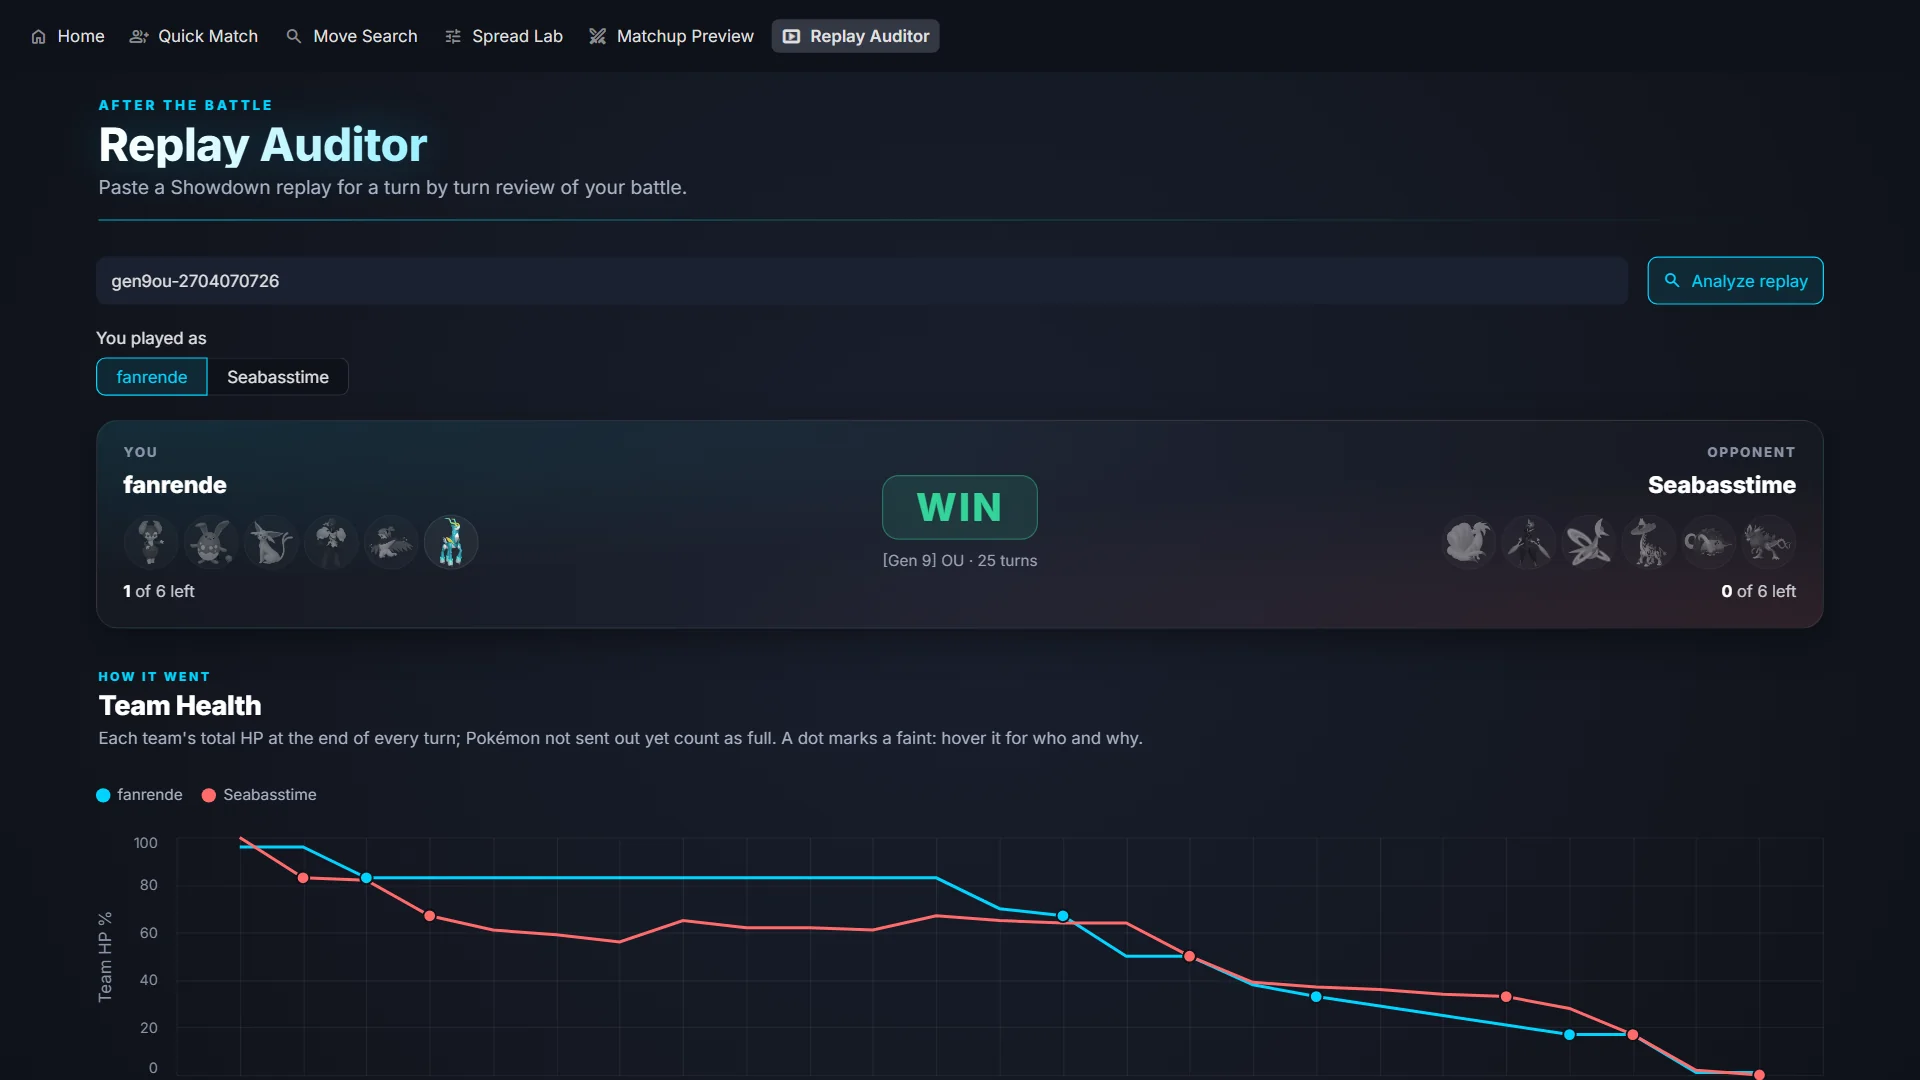 Home Quick Match Move Search Spread Lab Matchup Preview Replay Auditor
AFTER THE BATTLE
Replay Auditor
Paste a Showdown replay for a turn by turn review of your battle.
gen9ou-2704070726
Analyze replay
You played as
fanrende Seabasstime
YOU
fanrende
1 of 6 left
WIN
[Gen 9] OU · 25 turns
OPPONENT
Seabasstime
0 of 6 left
HOW IT WENT
Team Health
Each team's total HP at the end of every turn; Pokémon not sent out yet count as full. A dot marks a faint: hover it for who and why.
fanrende Seabasstime
Team HP %
100
80
60
40
20
0